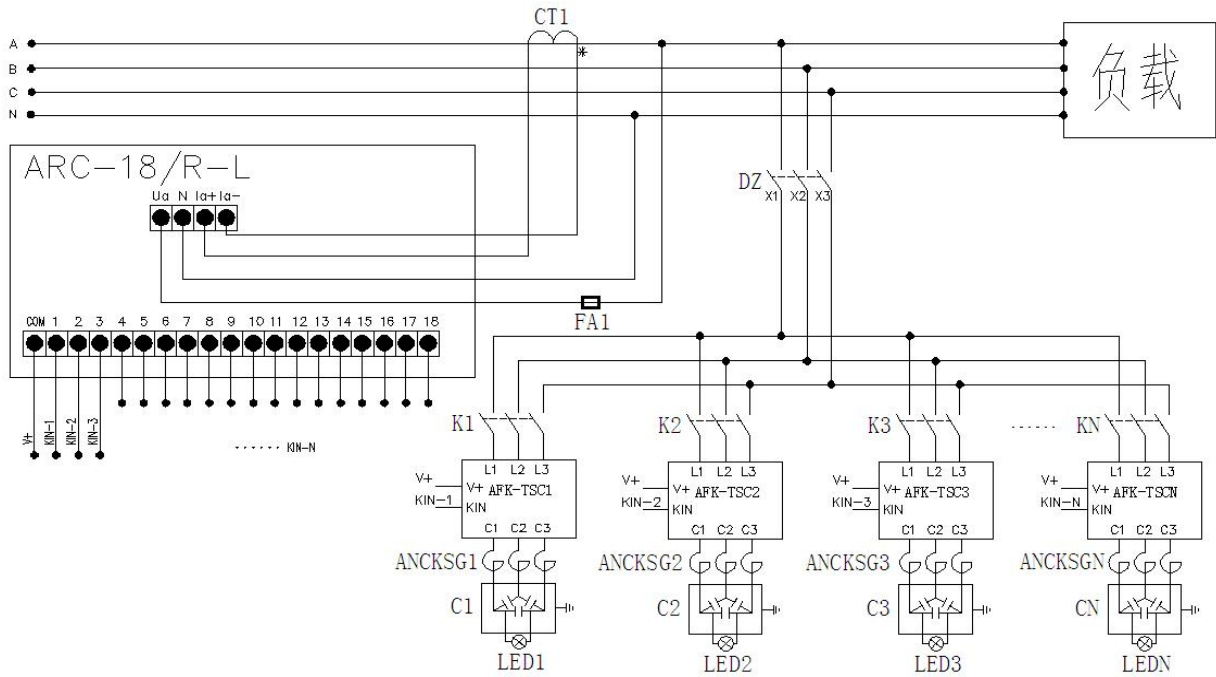 CT1
A
B
C
N
*
负载
ARC-18/R-L
Ua N Ia+ Ia-
DZ
X1 X2 X3
FA1
COM 1 2 3 4 5 6 7 8 9 10 11 12 13 14 15 16 17 18
V+ KIN-1 KIN-2 KIN-3
······ KIN-N
K1 K2 K3 ······ KN
L1 L2 L3 L1 L2 L3 L1 L2 L3 L1 L2 L3
V+ V+ AFK-TSC1 V+ V+ AFK-TSC2 V+ V+ AFK-TSC3 V+ V+ AFK-TSCN
KIN-1 KIN KIN-2 KIN KIN-3 KIN KIN-N KIN
C1 C2 C3 C1 C2 C3 C1 C2 C3 C1 C2 C3
ANCKSG1 ANCKSG2 ANCKSG3 ANCKSGN
C1 C2 C3 CN
LED1 LED2 LED3 LEDN